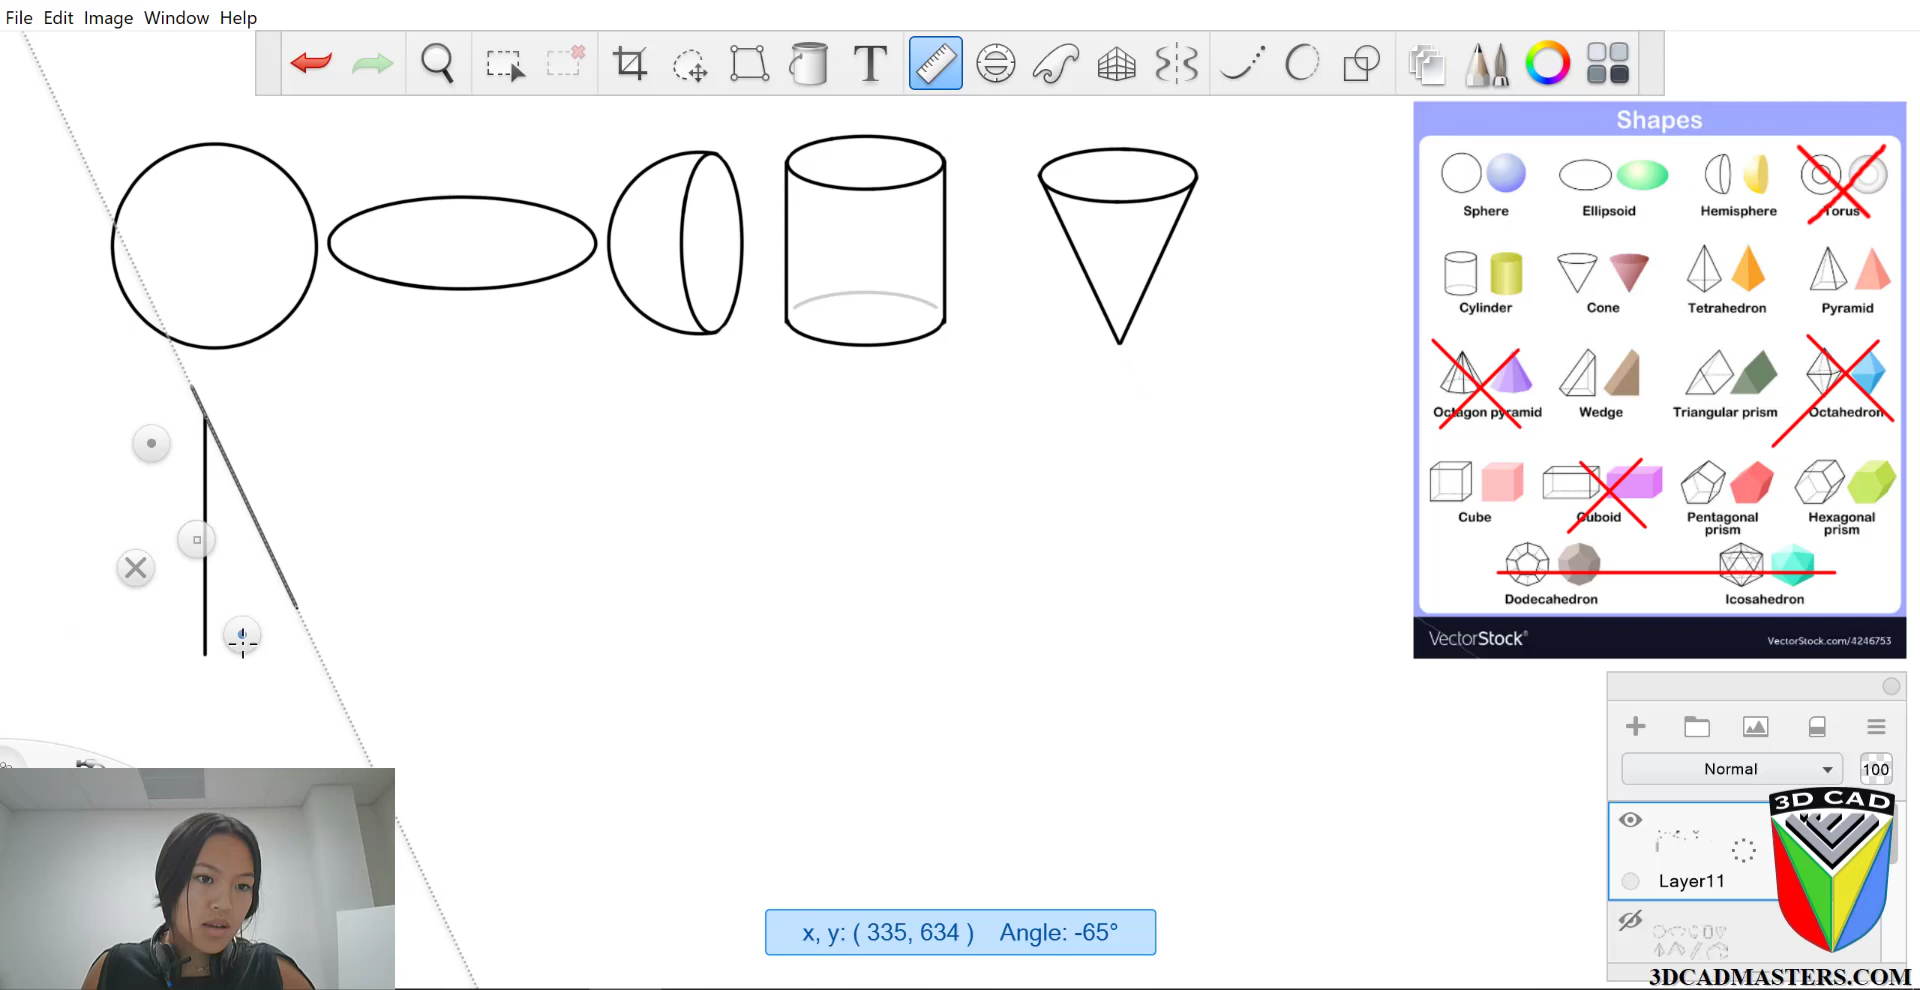 File Edit Image Window Help
T
Shapes
Sphere Ellipsoid Hemisphere Torus
Cylinder Cone Tetrahedron Pyramid
Octagon pyramid Wedge Triangular prism Octahedron
Cube Cuboid Pentagonal prism Hexagonal prism
Dodecahedron Icosahedron
VectorStock® VectorStock.com/4246753
Normal 100
Layer11
x, y: ( 335, 634 ) Angle: -65°
3D CAD
3DCADMASTERS.COM